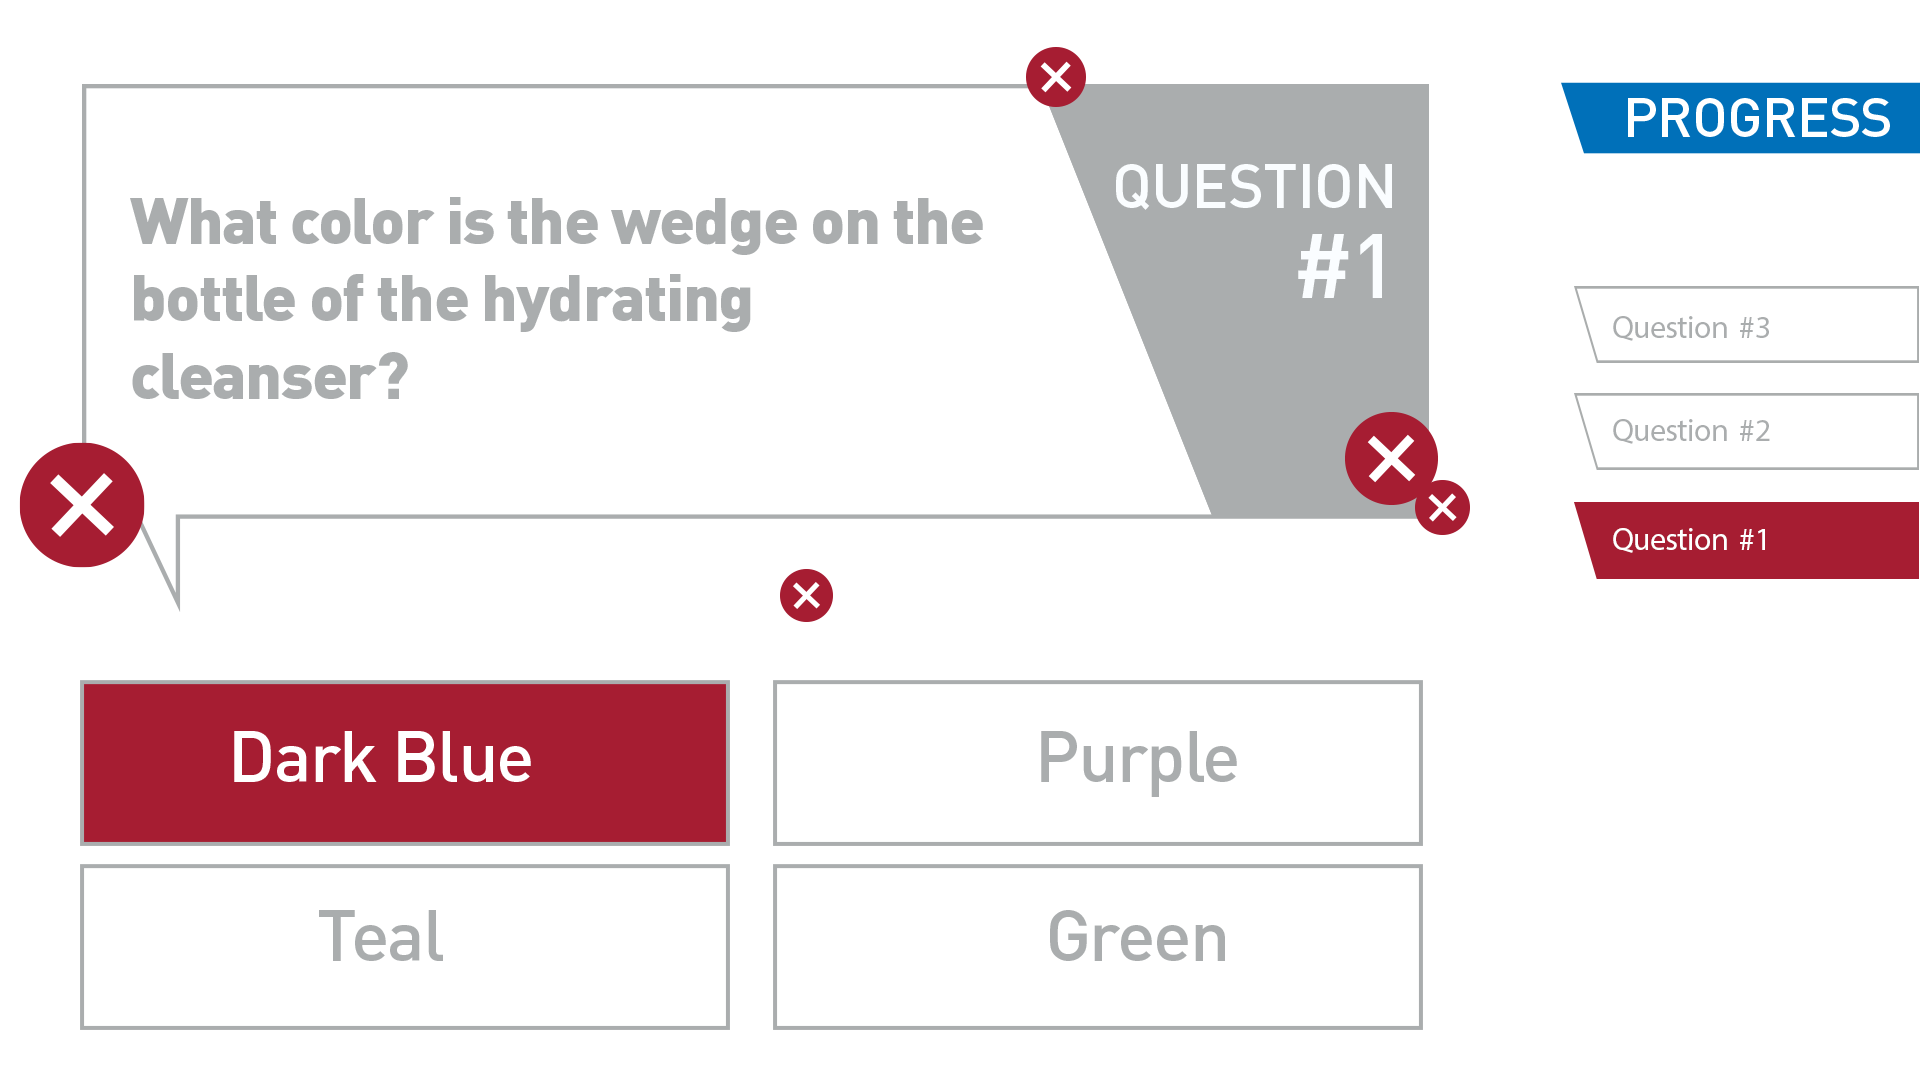 What color is the wedge on the
bottle of the hydrating
cleanser?
QUESTION
#1
PROGRESS
Question #3
Question #2
Question #1
Dark Blue
Purple
Teal
Green